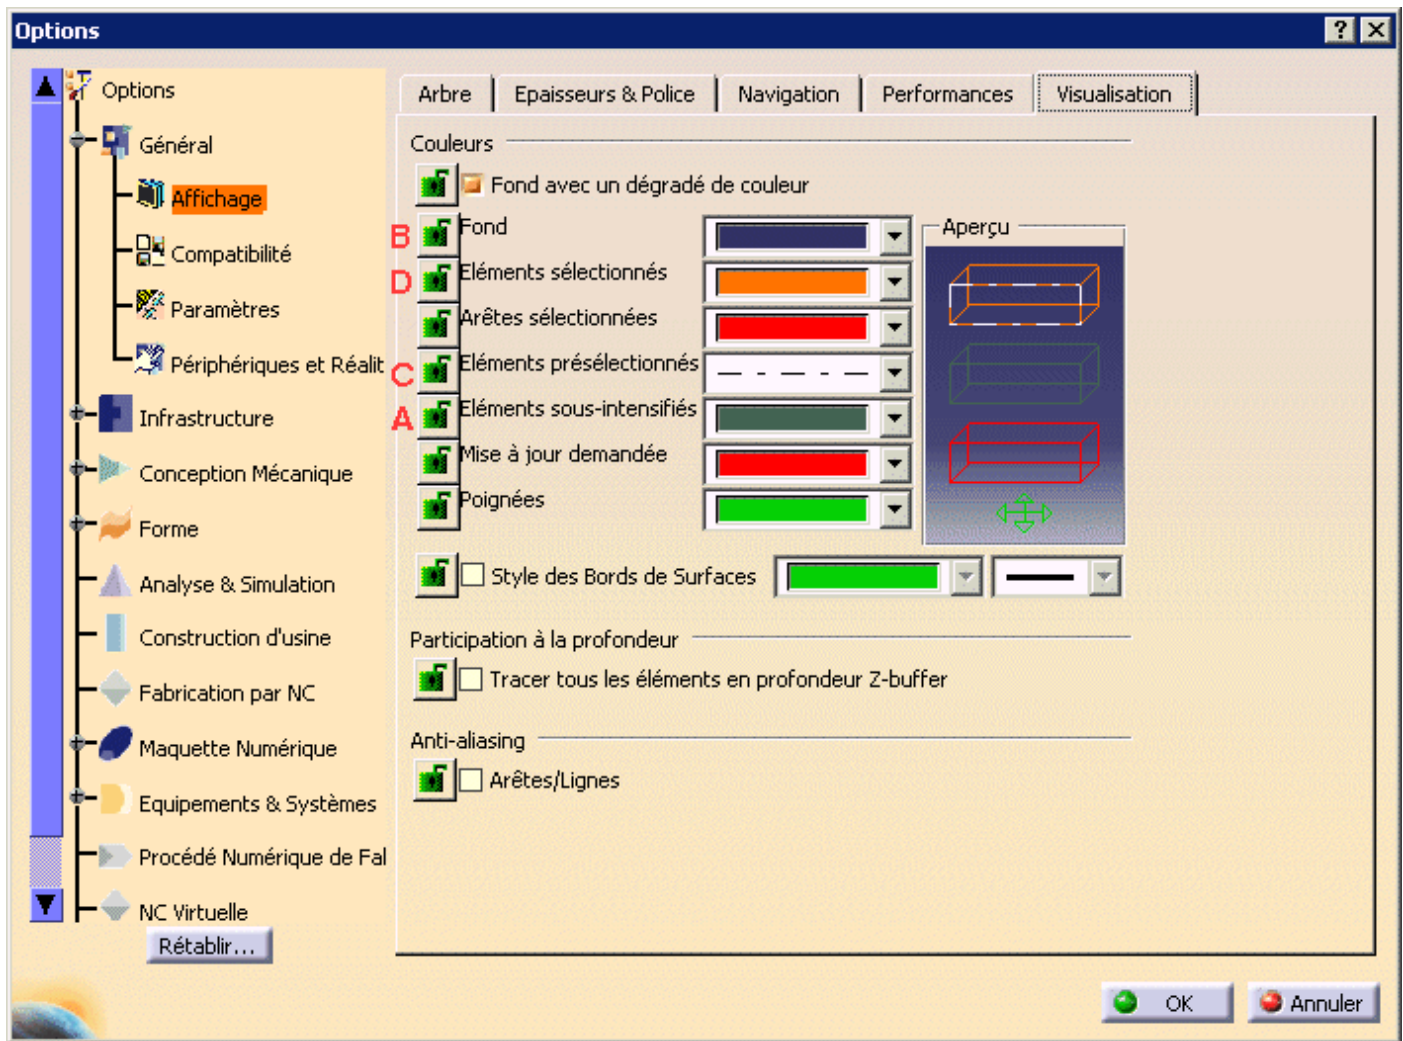 Options
Options
Général
Affichage
Compatibilité
Paramètres
Périphériques et Réalit
Infrastructure
Conception Mécanique
Forme
Analyse & Simulation
Construction d'usine
Fabrication par NC
Maquette Numérique
Equipements & Systèmes
Procédé Numérique de Fal
NC Virtuelle
Rétablir...
Arbre Epaisseurs & Police Navigation Performances Visualisation
Couleurs
Fond avec un dégradé de couleur
B Fond
D Eléments sélectionnés
Arêtes sélectionnées
C Eléments présélectionnés
A Eléments sous-intensifiés
Mise à jour demandée
Poignées
Aperçu
Style des Bords de Surfaces
Participation à la profondeur
Tracer tous les éléments en profondeur Z-buffer
Anti-aliasing
Arêtes/Lignes
OK Annuler